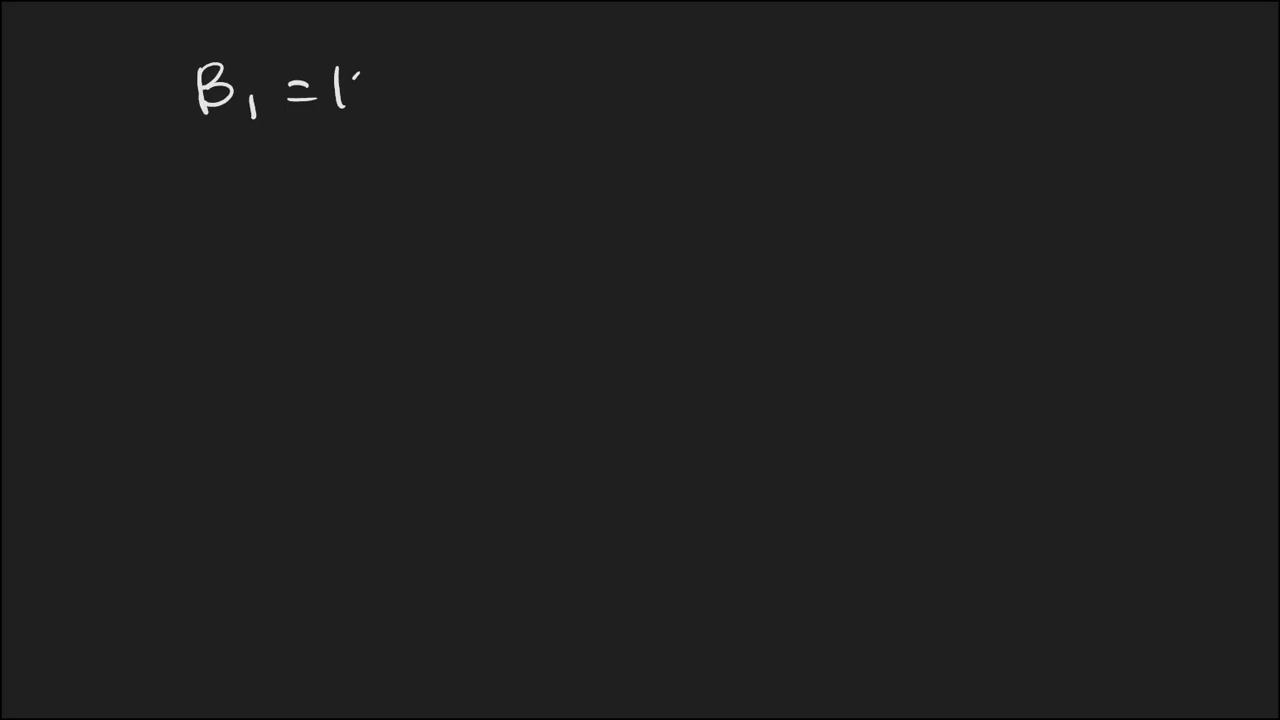 B₁ = 1